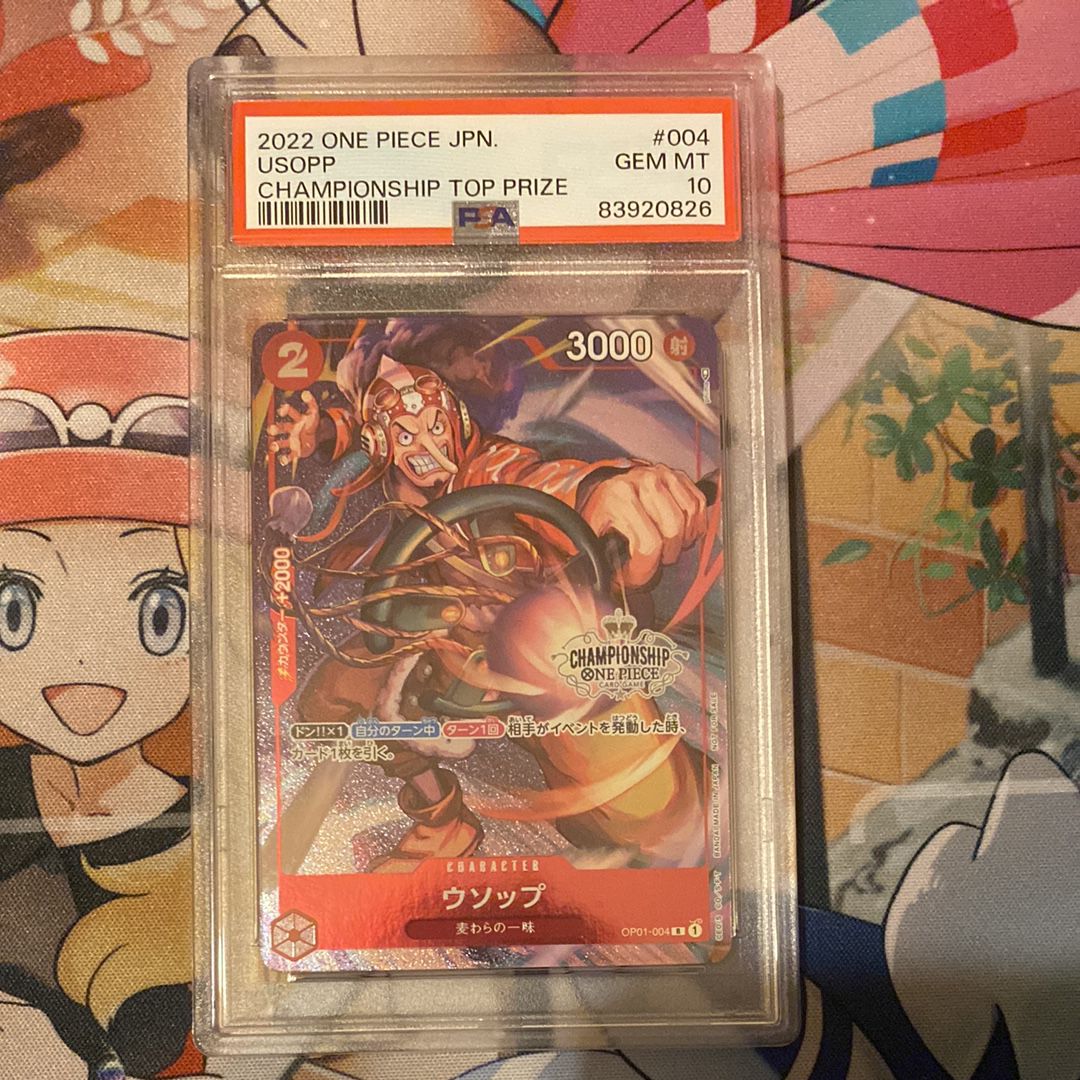 2022 ONE PIECE JPN. #004
USOPP GEM MT
CHAMPIONSHIP TOP PRIZE 10
PSA 83920826
2 3000 射
カウンター+2000
CHAMPIONSHIP
ONE PIECE
CARD GAME
ドン!!×1 自分のターン中 ターン1回 相手がイベントを発動した時、
カード1枚を引く。
CHARACTER
ウソップ
麦わらの一味
OP01-004 R 1
BANDAI MADE IN JAPAN NOT FOR SALE